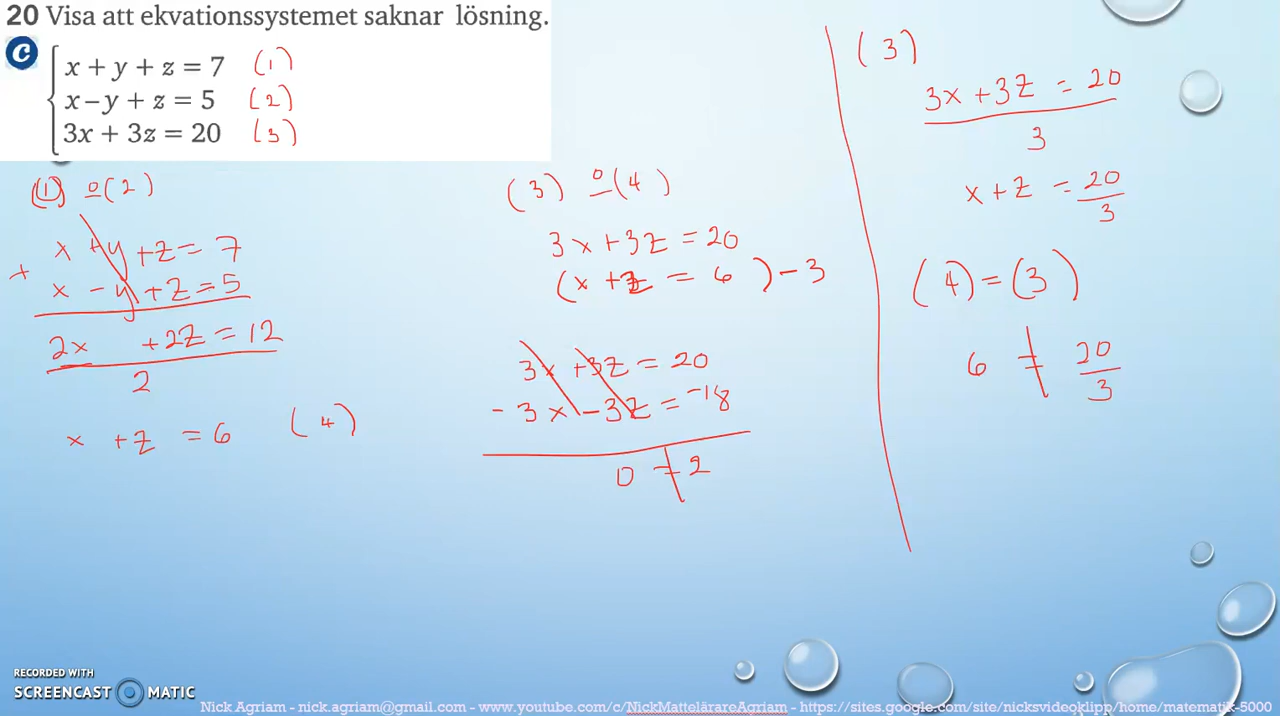 20 Visa att ekvationssystemet saknar lösning.
C
x + y + z = 7 (1)
x – y + z = 5 (2)
3x + 3z = 20 (3)
(1) o (2)
x + y + z = 7
+
x - y + z = 5
2x + 2z = 12
2
x + z = 6 (4)
(3) o (4)
3x + 3z = 20
(x + z = 6) - 3
3x + 3z = 20
- 3x - 3z = -18
0 ≠ 2
(3)
3x + 3z = 20
3
x + z = 20/3
(4) = (3)
6 ≠ 20/3
RECORDED WITH
SCREENCAST MATIC
Nick Agriam - nick.agriam@gmail.com - www.youtube.com/c/NickMattelärareAgriam - https://sites.google.com/site/nicksvideoklipp/home/matematik-5000